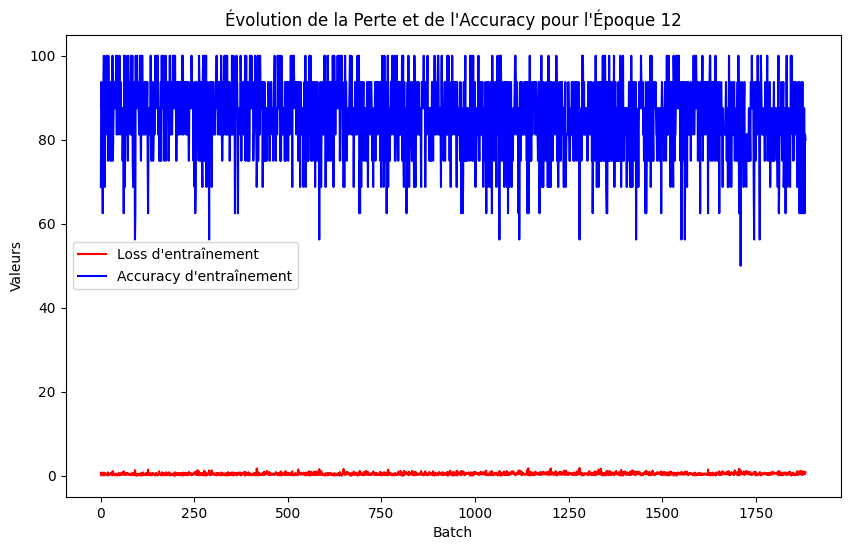 Évolution de la Perte et de l'Accuracy pour l'Époque 12
100
80
60
40
20
0
Valeurs
Loss d'entraînement
Accuracy d'entraînement
0 250 500 750 1000 1250 1500 1750
Batch